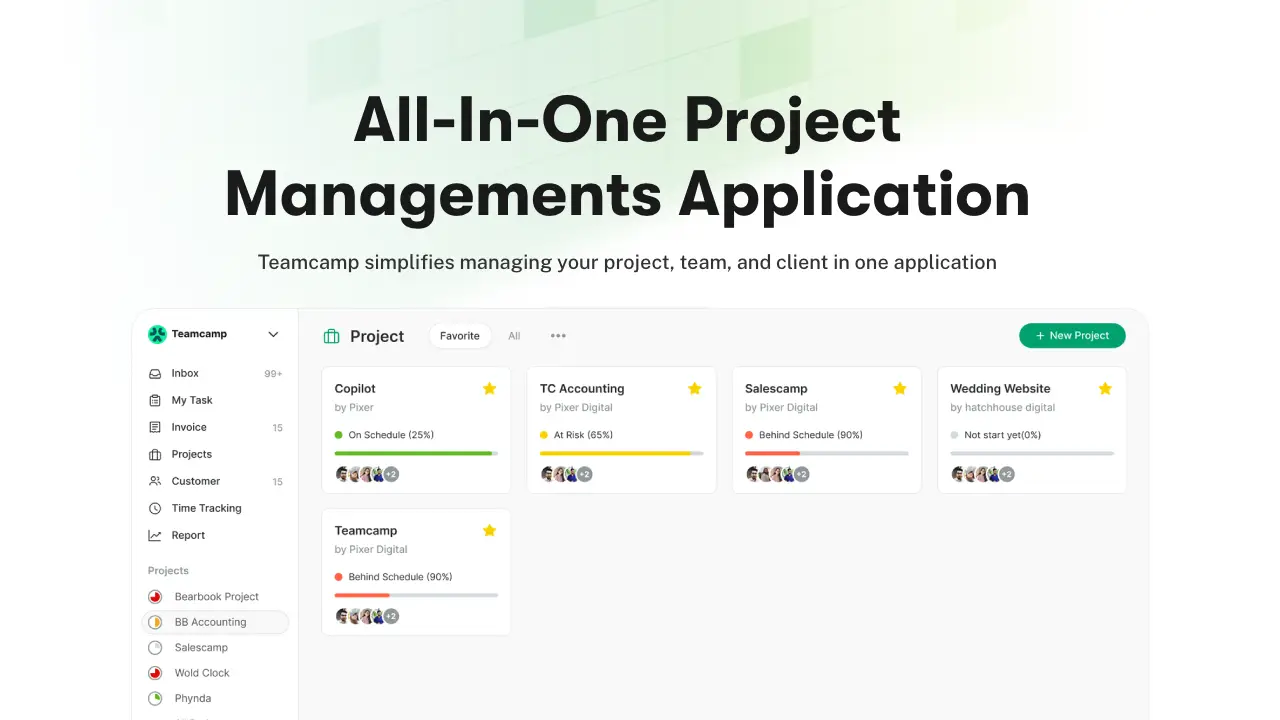 All-In-One Project
Managements Application
Teamcamp simplifies managing your project, team, and client in one application
Teamcamp
Inbox 99+
My Task
Invoice 15
Projects
Customer 15
Time Tracking
Report
Projects
Bearbook Project
BB Accounting
Salescamp
Wold Clock
Phynda
Project Favorite All ••• + New Project
Copilot
by Pixer
On Schedule (25%)
+2
TC Accounting
by Pixer Digital
At Risk (65%)
+2
Salescamp
by Pixer Digital
Behind Schedule (90%)
+2
Wedding Website
by hatchhouse digital
Not start yet(0%)
+2
Teamcamp
by Pixer Digital
Behind Schedule (90%)
+2